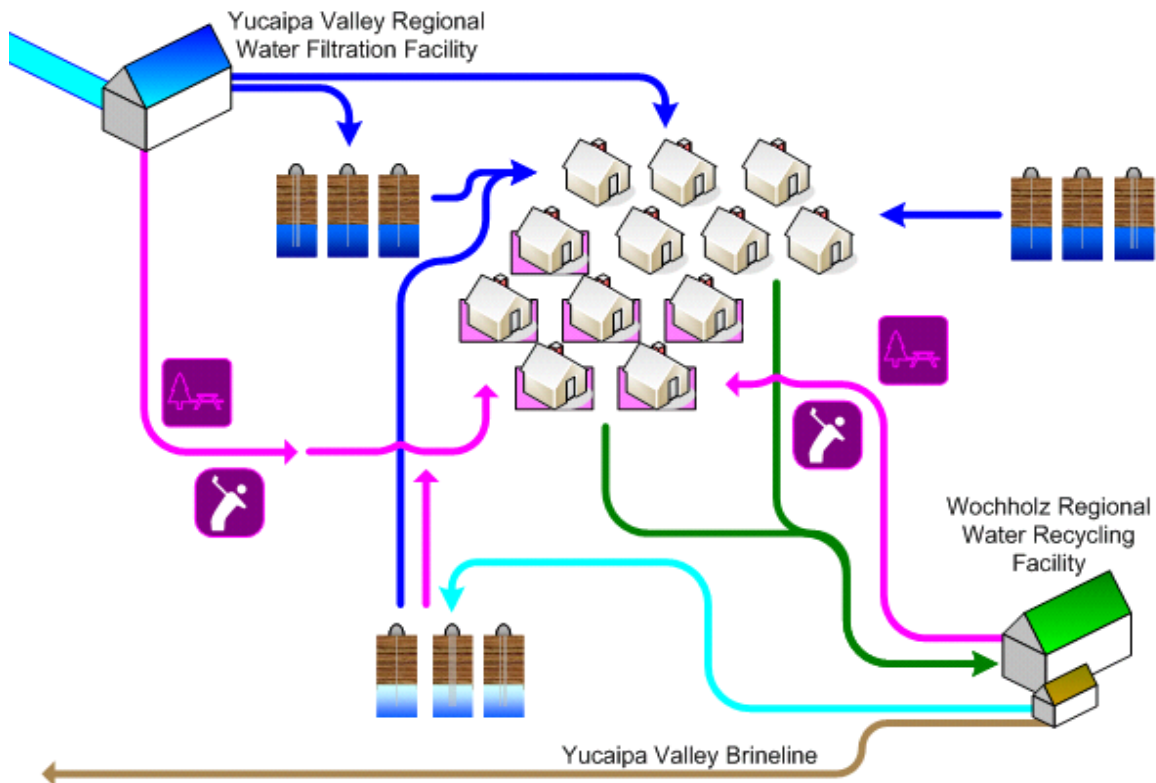 Yucaipa Valley Regional
Water Filtration Facility
Wochholz Regional
Water Recycling
Facility
Yucaipa Valley Brineline